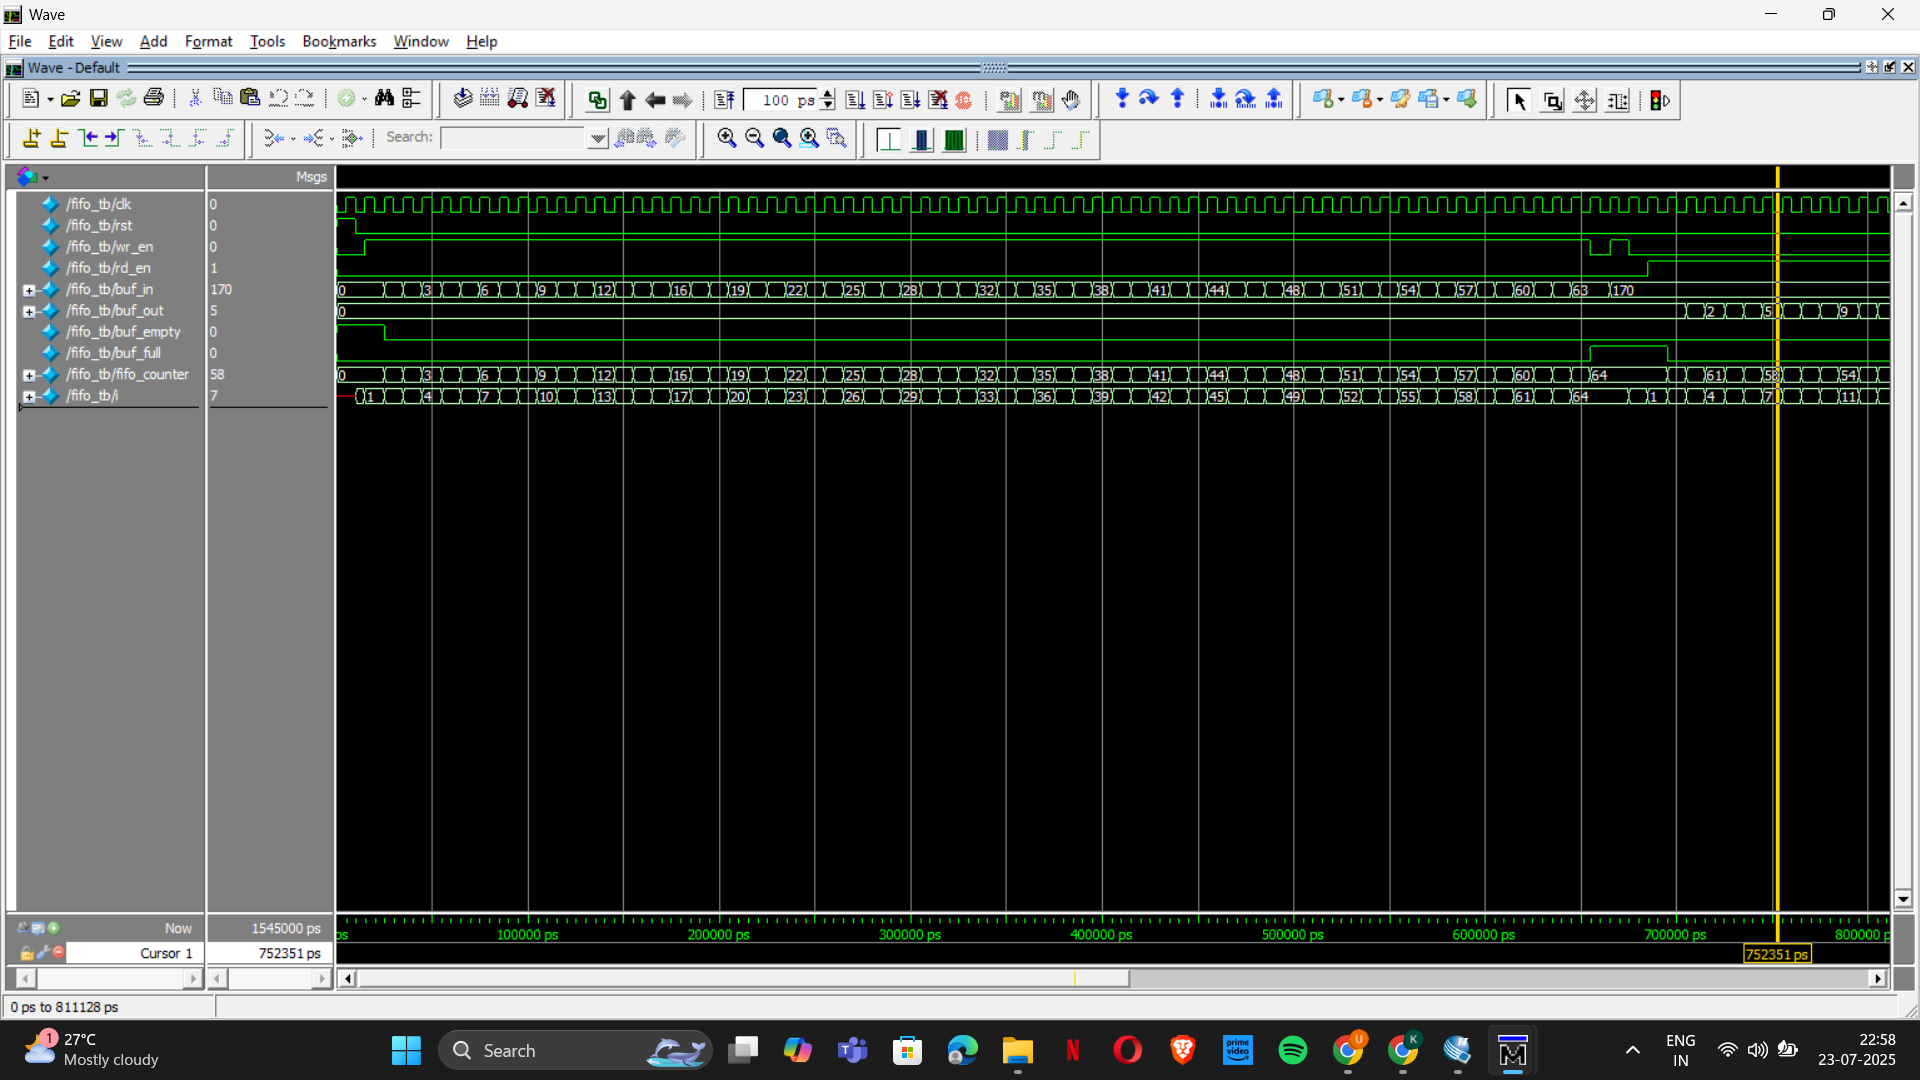 Wave
File Edit View Add Format Tools Bookmarks Window Help
Wave - Default
100 ps
Search:
Msgs
/fifo_tb/clk 0
/fifo_tb/rst 0
/fifo_tb/wr_en 0
/fifo_tb/rd_en 1
/fifo_tb/buf_in 170 0 3 6 9 12 16 19 22 25 28 32 35 38 41 44 48 51 54 57 60 63 170
/fifo_tb/buf_out 5 0 2 5 9
/fifo_tb/buf_empty 0
/fifo_tb/buf_full 0
/fifo_tb/fifo_counter 58 0 3 6 9 12 16 19 22 25 28 32 35 38 41 44 48 51 54 57 60 64 61 58 54
/fifo_tb/i 7 1 4 7 10 13 17 20 23 26 29 33 36 39 42 45 49 52 55 58 61 64 1 4 7 11
Now 1545000 ps
ps 100000 ps 200000 ps 300000 ps 400000 ps 500000 ps 600000 ps 700000 ps 800000 p
Cursor 1 752351 ps
752351 ps
0 ps to 811128 ps
1
27°C
Mostly cloudy
Search
prime video
U
K
ENG
IN
22:58
23-07-2025